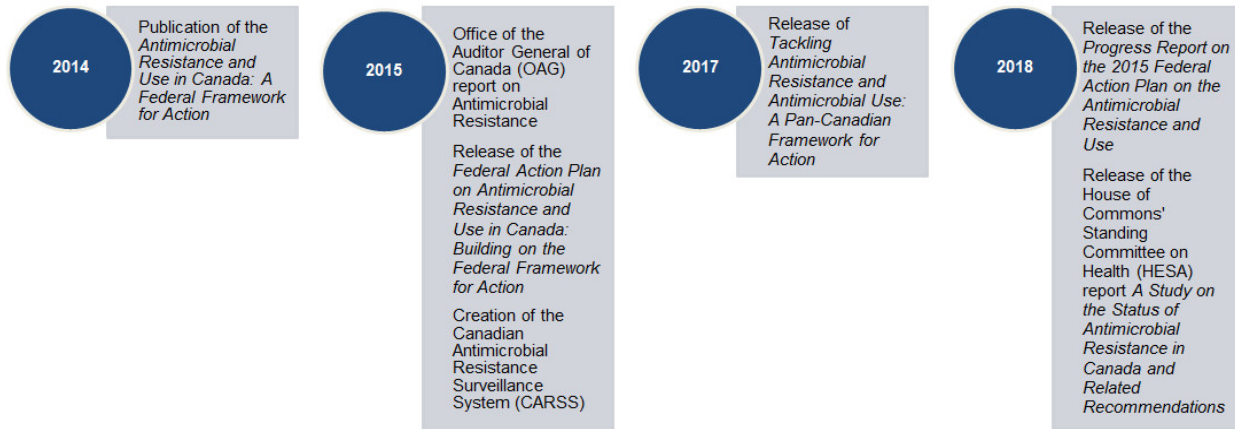 2014
Publication of the
Antimicrobial
Resistance and
Use in Canada: A
Federal Framework
for Action
2015
Office of the
Auditor General of
Canada (OAG)
report on
Antimicrobial
Resistance
Release of the
Federal Action Plan
on Antimicrobial
Resistance and
Use in Canada:
Building on the
Federal Framework
for Action
Creation of the
Canadian
Antimicrobial
Resistance
Surveillance
System (CARSS)
2017
Release of
Tackling
Antimicrobial
Resistance and
Antimicrobial Use:
A Pan-Canadian
Framework for
Action
2018
Release of the
Progress Report on
the 2015 Federal
Action Plan on the
Antimicrobial
Resistance and
Use
Release of the
House of
Commons'
Standing
Committee on
Health (HESA)
report A Study on
the Status of
Antimicrobial
Resistance in
Canada and
Related
Recommendations